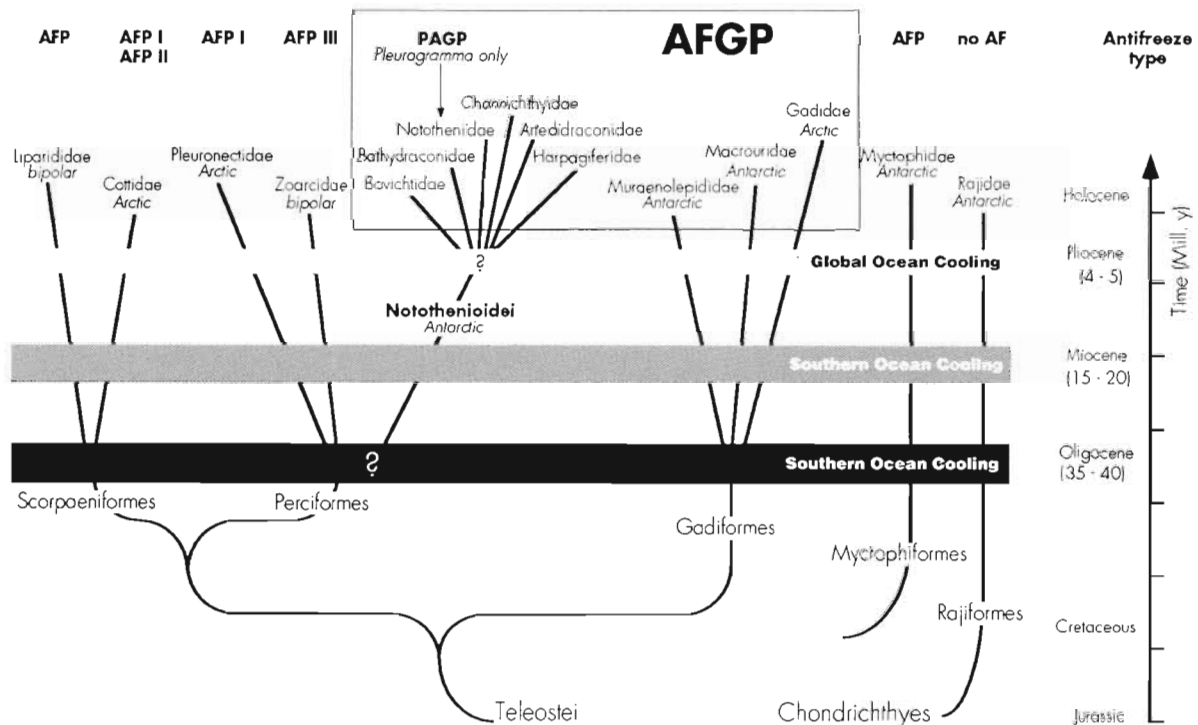 AFP AFP I AFP I AFP III PAGP AFGP AFP no AF Antifreeze
AFP II Pleurogramma only type
Channichthyidae
Gadidae
Arctic
Notothenidae Artedidraconidae
Liparididae
bipolar
Pleuronectidae
Arctic
Bathydraconidae Harpagiferidae
Macrouridae
Antarctic
Myctophidae
Antarctic
Cottidae
Arctic
Zoarcidae
bipolar
Bovichtidae
Muraenolepididae
Antarctic
Rajidae
Antarctic
Holocene
?
Global Ocean Cooling
Pliocene
(4 - 5)
Time (Mill. y)
Notothenioidei
Antarctic
Southern Ocean Cooling
Miocene
(15 - 20)
?
Southern Ocean Cooling
Oligocene
(35 - 40)
Scorpaeniformes Perciformes
Gadiformes
Myctophiformes
Rajiformes
Cretaceous
Teleostei Chondrichthyes Jurassic